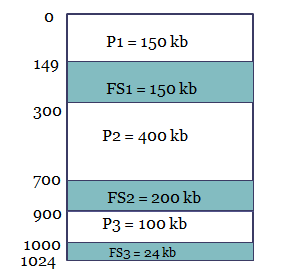 0
P1 = 150 kb
149
FS1 = 150 kb
300
P2 = 400 kb
700
FS2 = 200 kb
900
P3 = 100 kb
1000
FS3 = 24 kb
1024